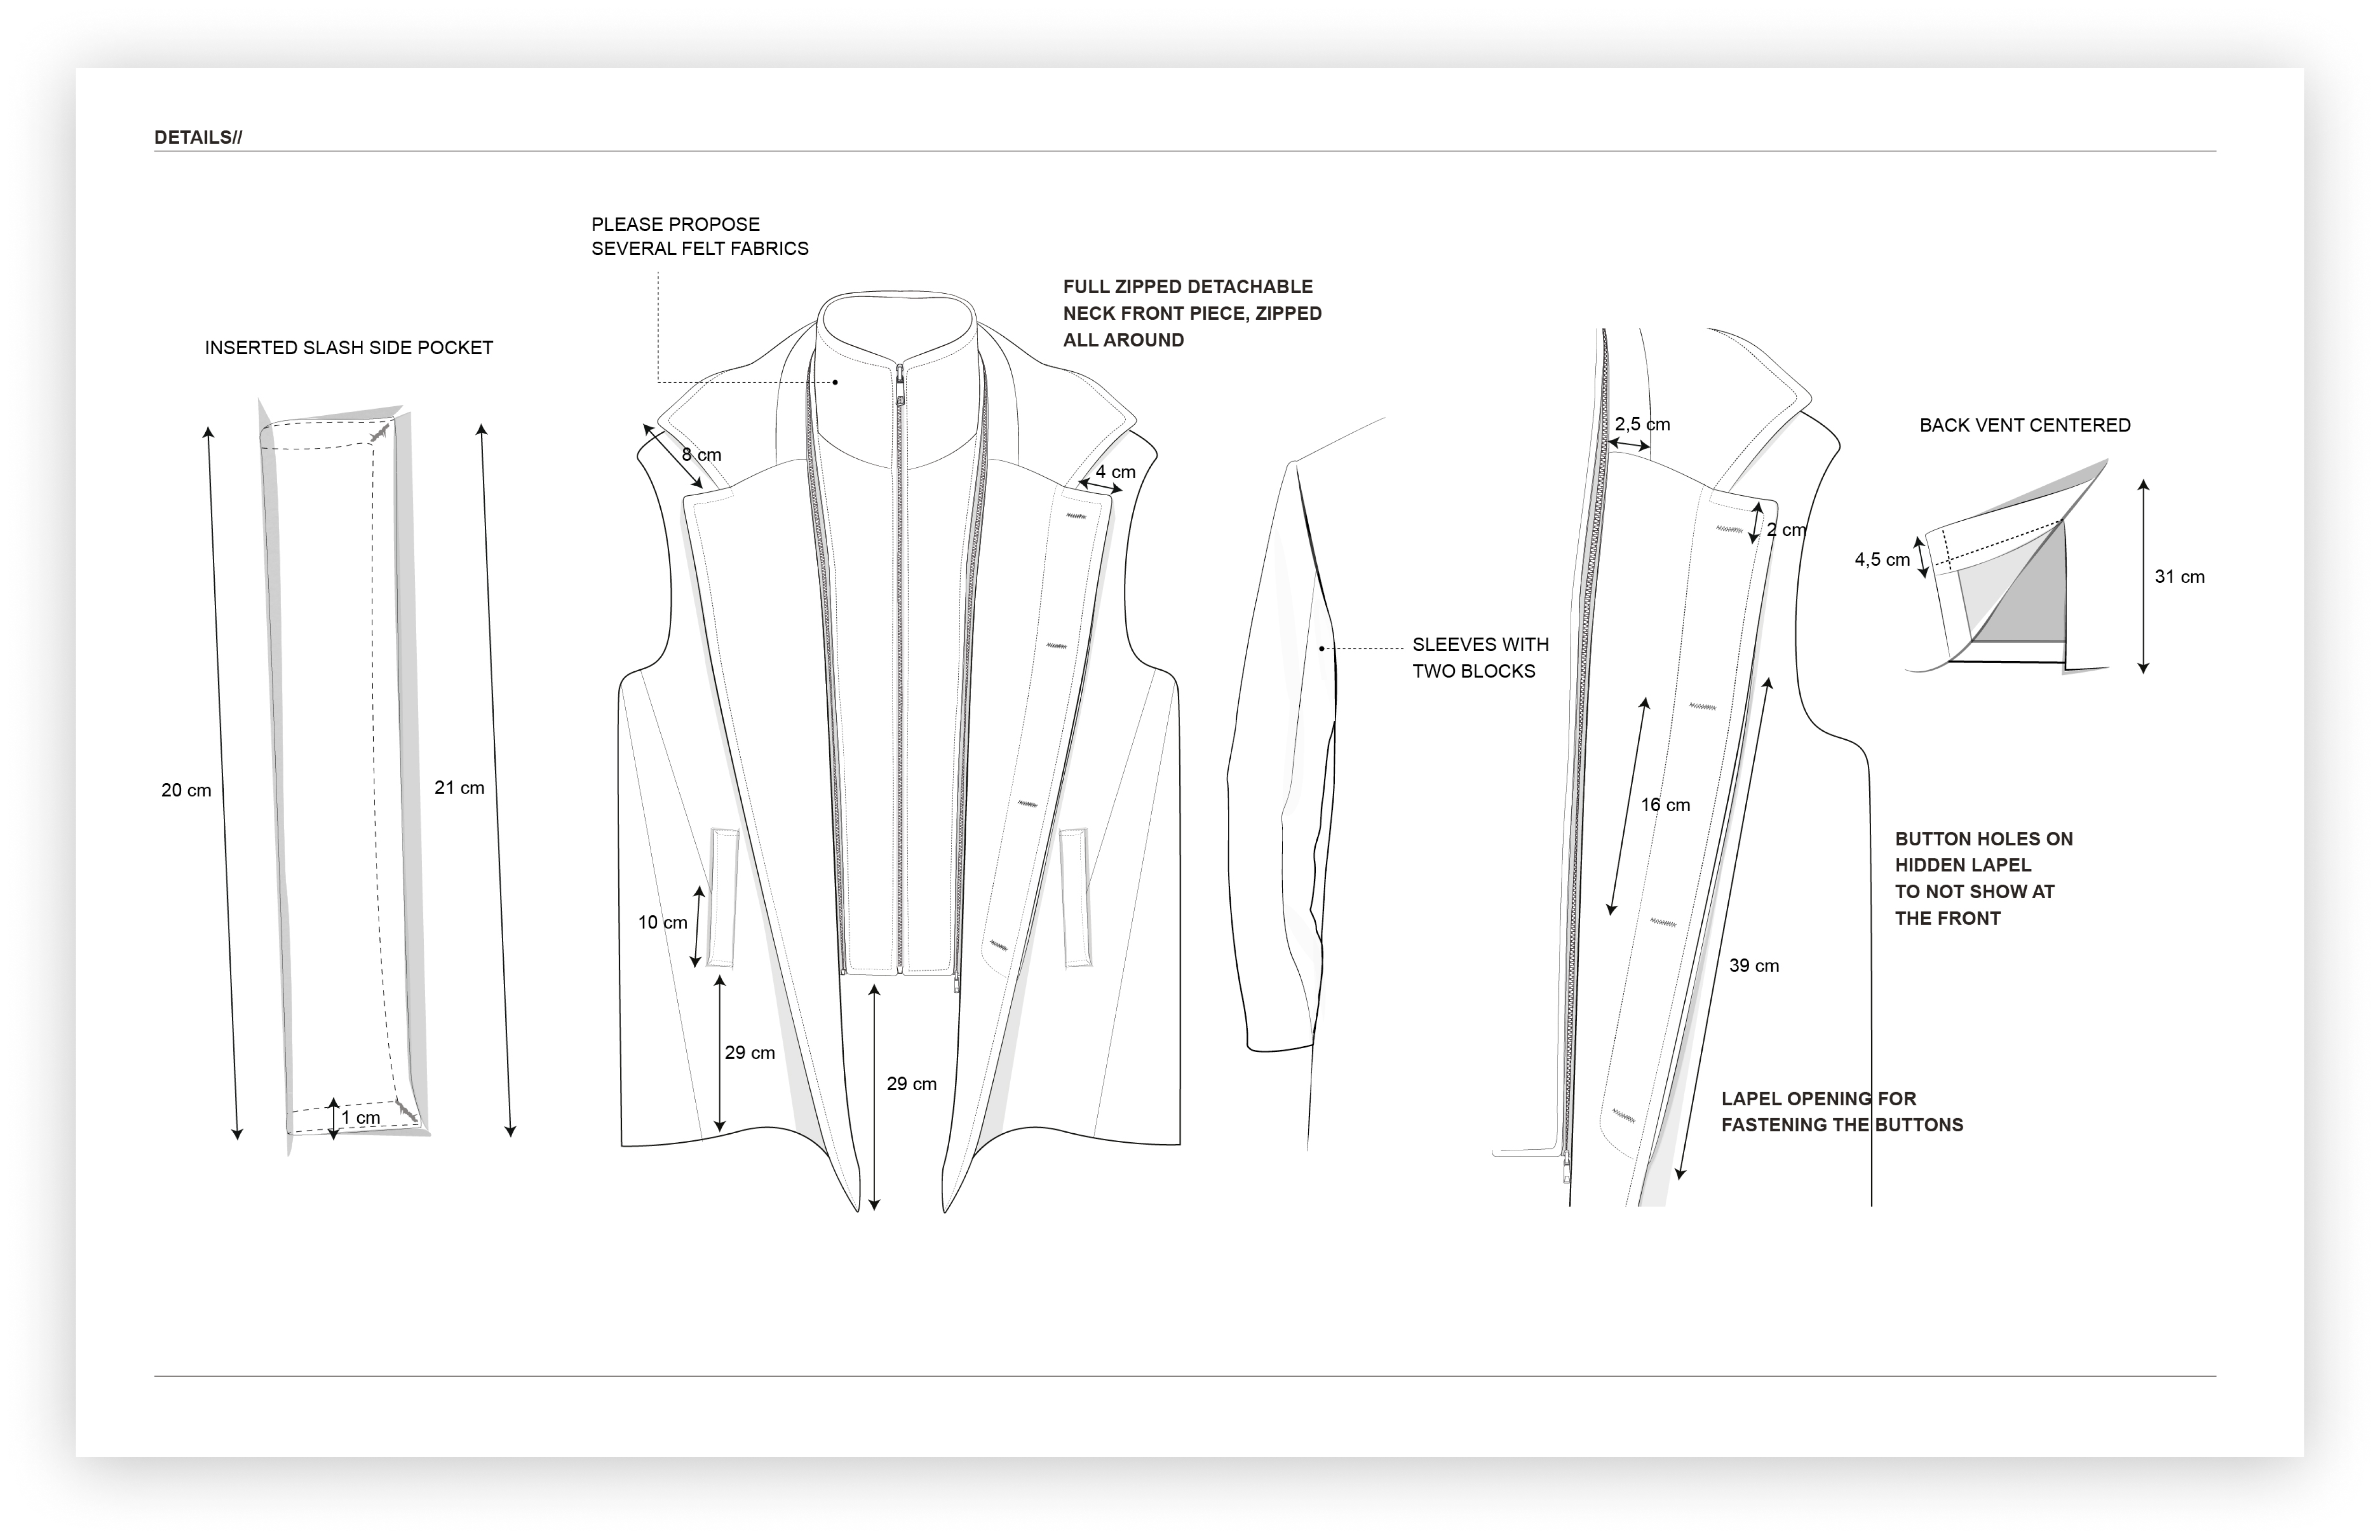 DETAILS//
PLEASE PROPOSE
SEVERAL FELT FABRICS
FULL ZIPPED DETACHABLE
NECK FRONT PIECE, ZIPPED
ALL AROUND
INSERTED SLASH SIDE POCKET
20 cm
21 cm
1 cm
8 cm
4 cm
10 cm
29 cm
29 cm
SLEEVES WITH
TWO BLOCKS
2,5 cm
2 cm
16 cm
39 cm
LAPEL OPENING FOR
FASTENING THE BUTTONS
BACK VENT CENTERED
4,5 cm
31 cm
BUTTON HOLES ON
HIDDEN LAPEL
TO NOT SHOW AT
THE FRONT